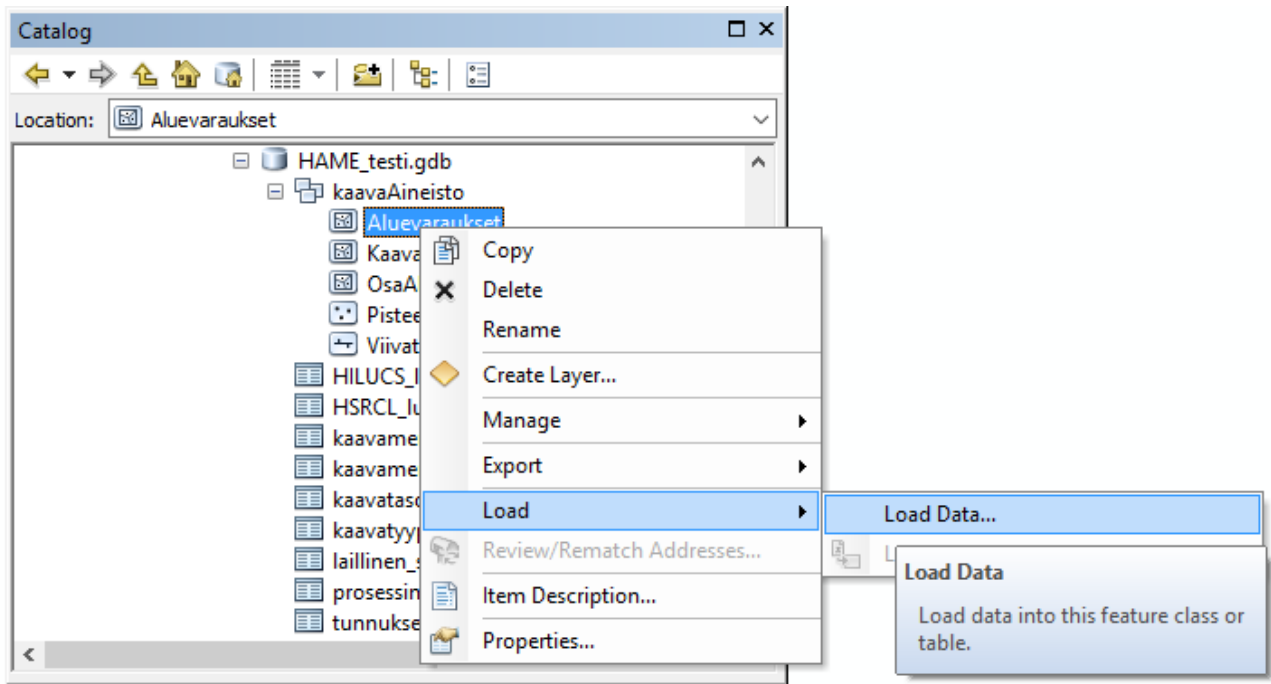 Catalog
Location: Aluevaraukset
HAME_testi.gdb
kaavaAineisto
Aluevaraukset
Kaava
OsaA
Pistee
Viivat
HILUCS_l
HSRCL_lu
kaavame
kaavame
kaavataso
kaavatyyp
laillinen_s
prosessin
tunnukse
Copy
Delete
Rename
Create Layer...
Manage
Export
Load
Review/Rematch Addresses...
Item Description...
Properties...
Load Data...
Load Data
Load data into this feature class or
table.